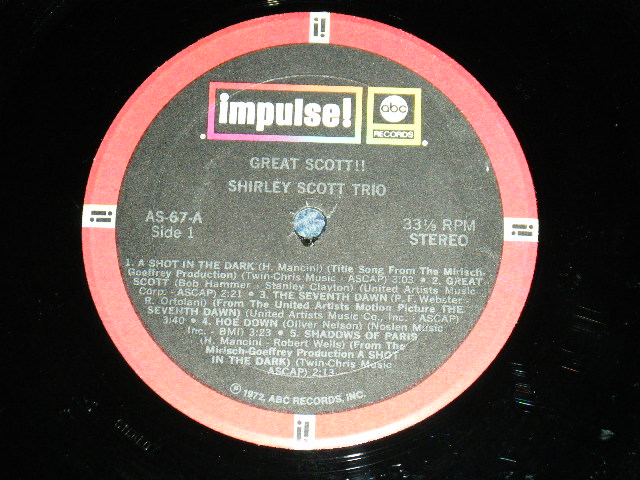 i!
impulse!
abc
RECORDS
GREAT SCOTT!!
SHIRLEY SCOTT TRIO
AS-67-A
Side 1
33⅓ RPM
STEREO
1. A SHOT IN THE DARK (H. Mancini) (Title Song From The Mirisch-
Geoffrey Production) (Twin-Chris Music - ASCAP) 3:03 • 2. GREAT
SCOTT (Bob Hammer - Stanley Clayton) (United Artists Music
Corp - ASCAP) 2:21 • 3. THE SEVENTH DAWN (P. F. Webster -
R. Ortolani) (From The United Artists Motion Picture THE
SEVENTH DAWN) (United Artists Music Co., Inc. - ASCAP)
3:40 • 4. HOE DOWN (Oliver Nelson) (Noslen Music
Inc. - BMI) 3:23 • 5. SHADOWS OF PARIS
(H. Mancini - Robert Wells) (From The
Mirisch-Geoffrey Production A SHOT
IN THE DARK) (Twin-Chris Music
ASCAP) 2:13
Ⓟ 1972, ABC RECORDS, INC.
i!
i!
i!